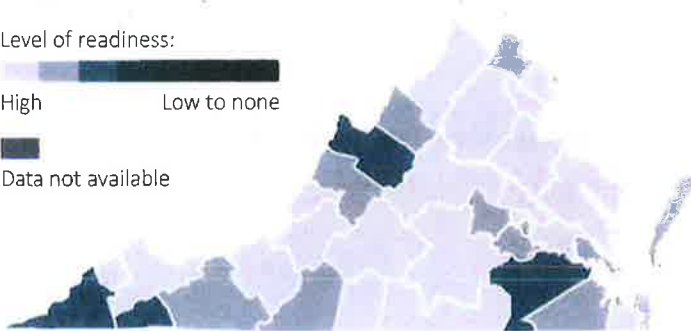 Level of readiness:
High Low to none
Data not available